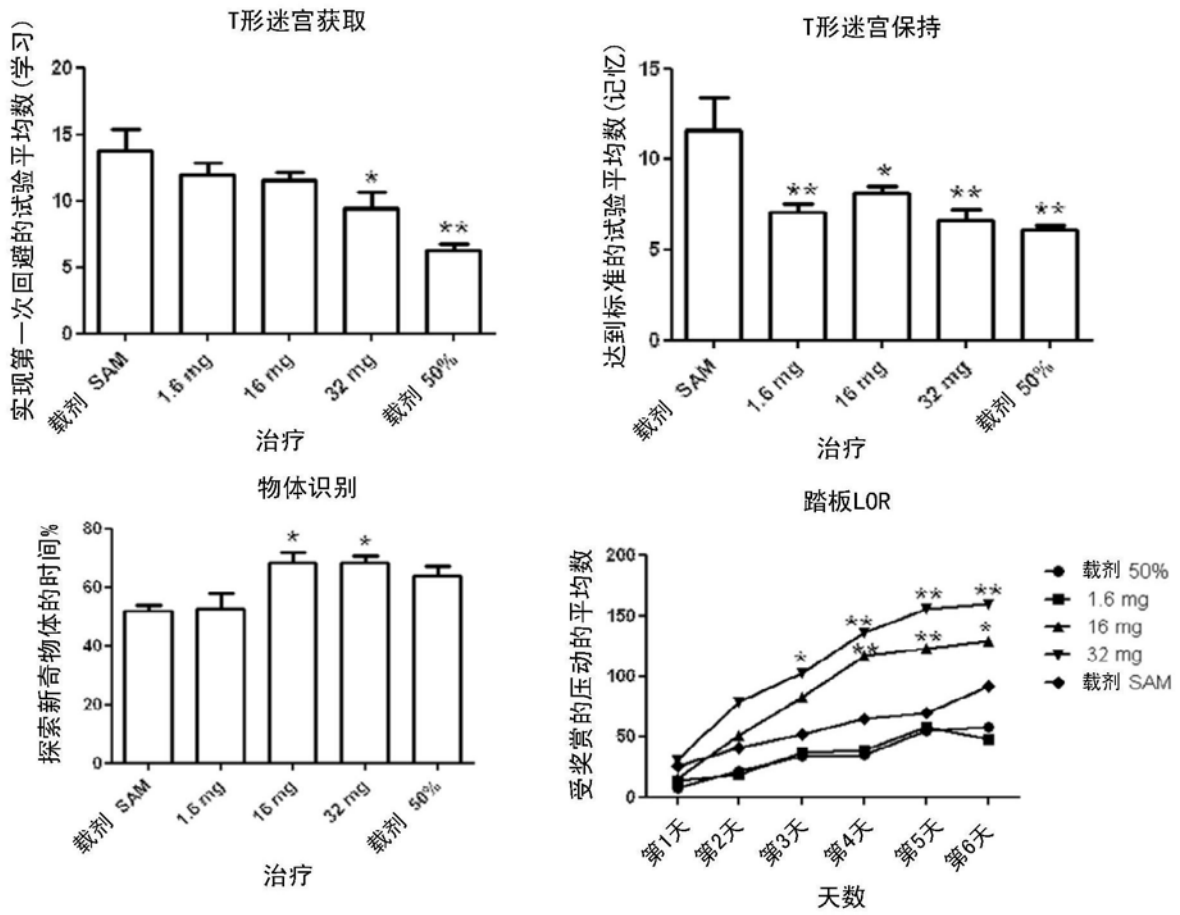 T形迷宫获取
实现第一次回避的试验平均数(学习)
20
15
10
5
0
*
**
载剂 SAM
1.6 mg
16 mg
32 mg
载剂 50%
治疗
T形迷宫保持
达到标准的试验平均数(记忆)
15
10
5
0
**
*
**
**
载剂 SAM
1.6 mg
16 mg
32 mg
载剂 50%
治疗
物体识别
探索新奇物体的时间%
80
60
40
20
0
*
*
载剂 SAM
1.6 mg
16 mg
32 mg
载剂 50%
治疗
踏板LOR
受奖赏的压动的平均数
200
150
100
50
0
*
**
**
**
**
**
*
第1天
第2天
第3天
第4天
第5天
第6天
天数
载剂 50%
1.6 mg
16 mg
32 mg
载剂 SAM